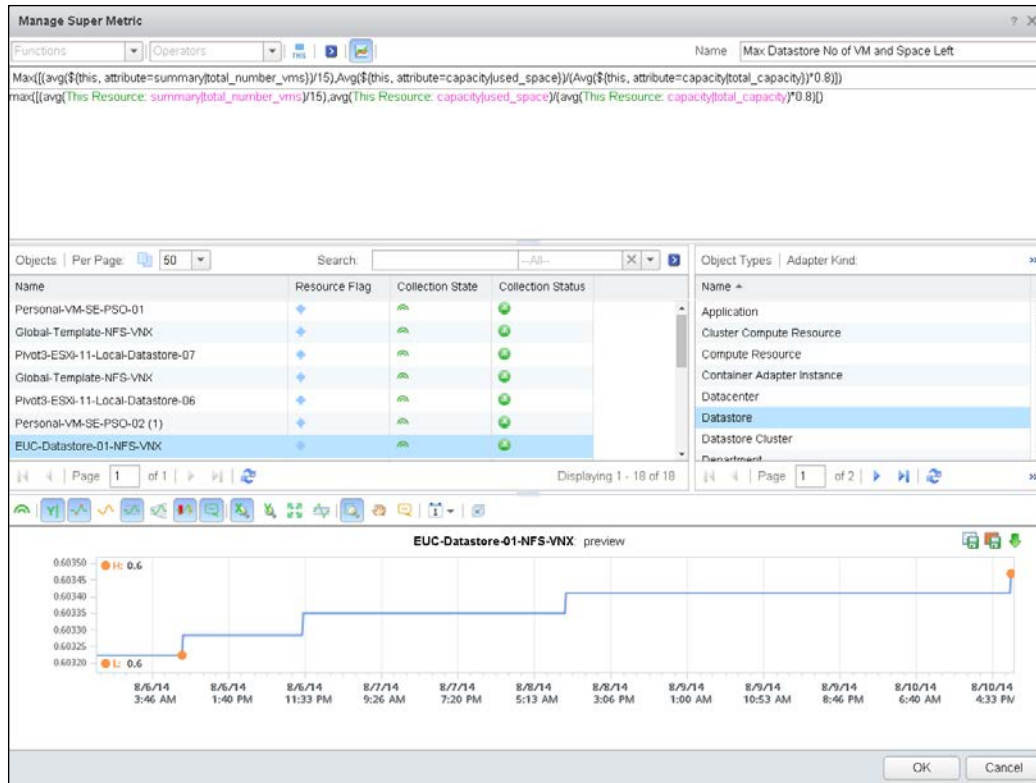 Manage Super Metric ? X
Functions Operators THIS Name Max Datastore No of VM and Space Left
Max([(avg(${this, attribute=summary|total_number_vms})/15),Avg(${this, attribute=capacity|used_space})/(Avg(${this, attribute=capacity|total_capacity})*0.8)])
max([(avg(This Resource: summary|total_number_vms)/15),avg(This Resource: capacity|used_space)/(avg(This Resource: capacity|total_capacity)*0.8)[)
Objects Per Page: 50 Search: --All--
Name Resource Flag Collection State Collection Status
Personal-VM-SE-PSO-01
Global-Template-NFS-VNX
Pivot3-ESXi-11-Local-Datastore-07
Global-Template-NFS-VNX
Pivot3-ESXi-11-Local-Datastore-06
Personal-VM-SE-PSO-02 (1)
EUC-Datastore-01-NFS-VNX
Page 1 of 1 Displaying 1 - 18 of 18
Object Types Adapter Kind: »
Name
Application
Cluster Compute Resource
Compute Resource
Container Adapter Instance
Datacenter
Datastore
Datastore Cluster
Department
Page 1 of 2 »
EUC-Datastore-01-NFS-VNX: preview
0.60350 H: 0.6
0.60345
0.60340
0.60335
0.60330
0.60325
0.60320 L: 0.6
8/6/14 8/6/14 8/6/14 8/7/14 8/7/14 8/8/14 8/8/14 8/9/14 8/9/14 8/9/14 8/10/14 8/10/14
3:46 AM 1:40 PM 11:33 PM 9:26 AM 7:20 PM 5:13 AM 3:06 PM 1:00 AM 10:53 AM 8:46 PM 6:40 AM 4:33 PM
OK Cancel